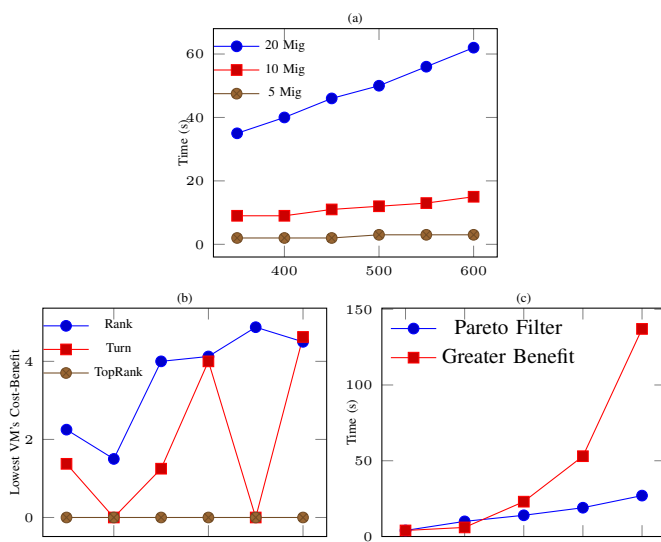 (a)
60
40
20
0
Time (s)
20 Mig
10 Mig
5 Mig
400
500
600
(b)
4
2
0
Lowest VM's Cost-Benefit
Rank
Turn
TopRank
(c)
150
100
50
0
Time (s)
Pareto Filter
Greater Benefit